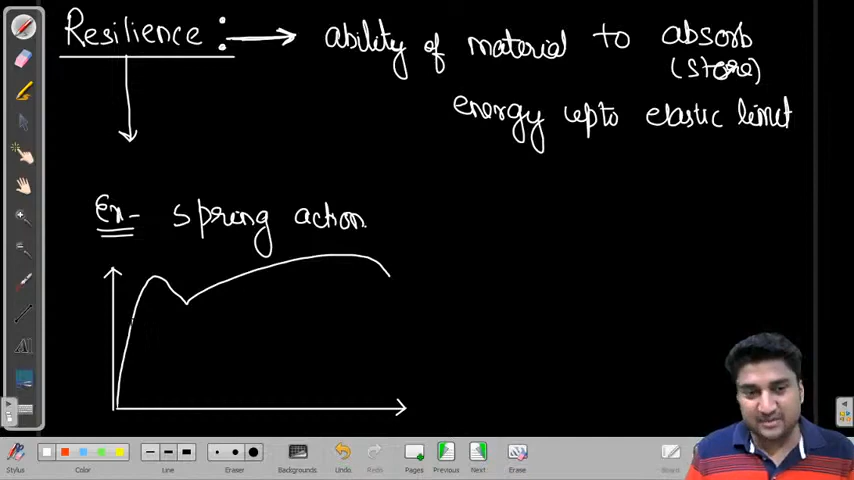 Resilience : → ability of material to absorb
(store)
energy upto elastic limit
Ex- spring action
Stylus Color Line Eraser Backgrounds Undo Redo Pages Previous Next Erase Board